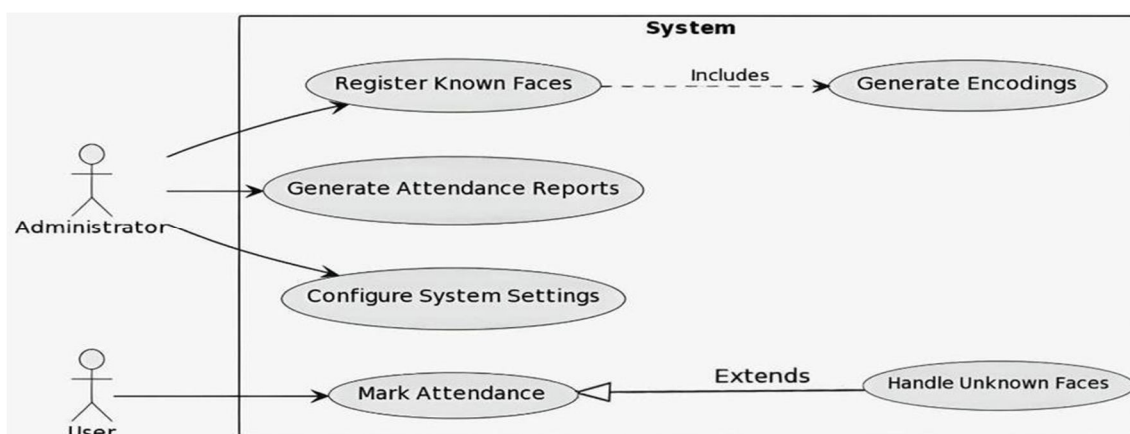 System
Register Known Faces
Includes
Generate Encodings
Generate Attendance Reports
Administrator
Configure System Settings
Mark Attendance
Extends
Handle Unknown Faces
User